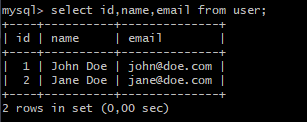 mysql> select id,name,email from user;
+----+----------+--------------+
| id | name     | email        |
+----+----------+--------------+
|  1 | John Doe | john@doe.com |
|  2 | Jane Doe | jane@doe.com |
+----+----------+--------------+
2 rows in set (0,00 sec)